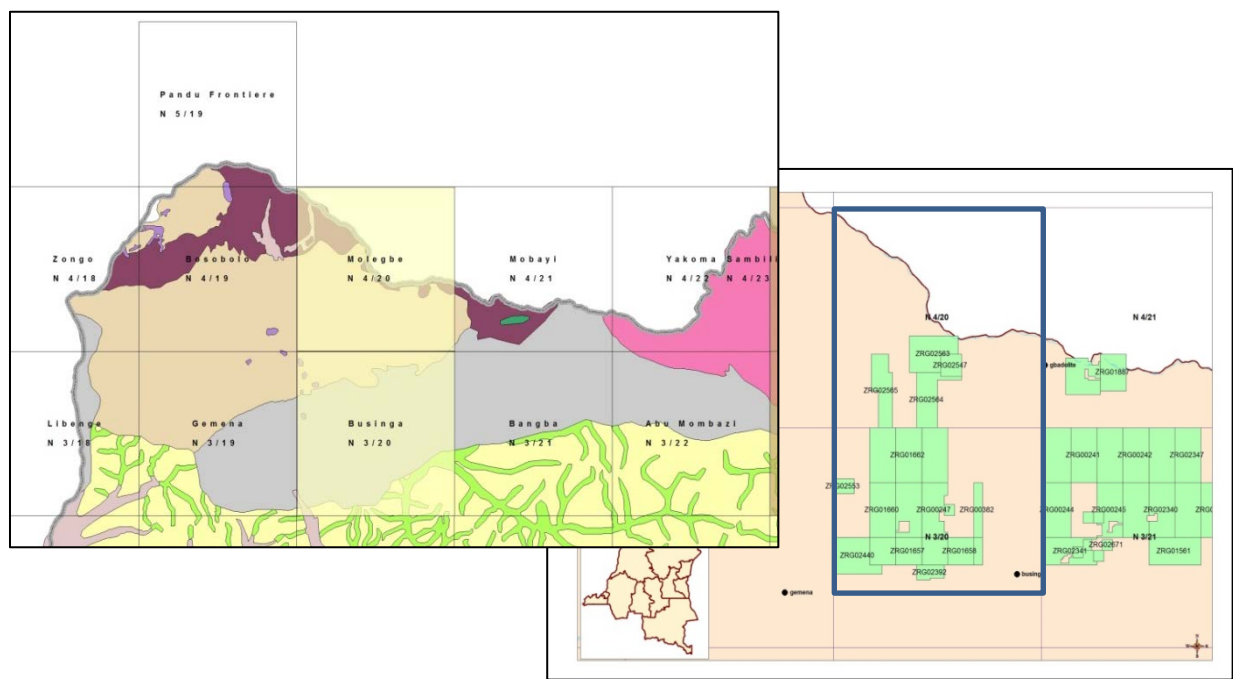 Pandu Frontiere
N 5/19
Zongo
N 4/18
Bosobolo
N 4/19
Molegbe
N 4/20
Mobayi
N 4/21
Yakoma Sambili
N 4/22 N 4/23
Libenge
N 3/18
Gemena
N 3/19
Businga
N 3/20
Bangba
N 3/21
Abu Mombazi
N 3/22
N 4/20
N 4/21
ZRG02563
ZRG02547
ZRG02565
ZRG02564
gbadolite
ZRG01887
ZRG01662
ZRG00241
ZRG00242
ZRG02347
ZRG02553
ZRG01660
ZRG00247
ZRG00382
ZRG00244
ZRG00245
ZRG02340
N 3/20
N 3/21
ZRG02440
ZRG01657
ZRG01658
ZRG02341
ZRG02671
ZRG01561
ZRG02392
busing
gemena
N
S